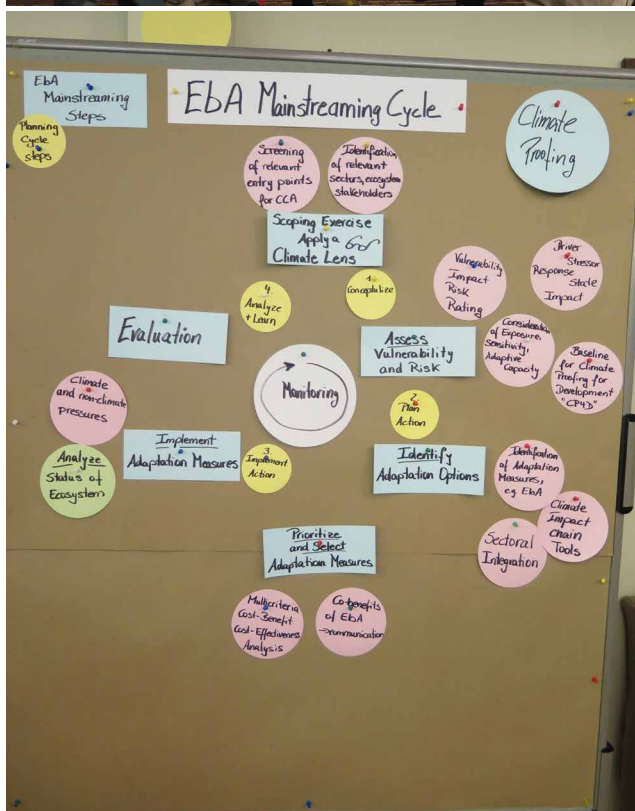 EbA
Mainstreaming
Steps
EbA Mainstreaming Cycle
Climate
Proofing
Planning
Cycle
steps
Screening
of relevant
entry points
for CCA
Identification
of relevant
sectors, ecosystem
stakeholders
Scoping Exercise
Apply a
Climate Lens
Vulnerability
Impact
Risk
Rating
Driver
Stressor
Response
State
Impact
4.
Analyze
+ Learn
1.
Conceptualize
Evaluation
Assess
Vulnerability
and Risk
Consideration
of Exposure,
Sensitivity,
Adaptive
Capacity
Baseline
for Climate
Proofing for
Development
"CP4D"
Monitoring
Climate
and non-climate
pressures
2.
Plan
Action
Implement
Adaptation Measures
3
Implement
Action
Identify
Adaptation Options
Identification
of Adaptation
Measures,
eg EbA
Analyze
Status of
Ecosystem
Climate
Impact
chain
Tools
Sectoral
Integration
Prioritize
and Select
Adaptation Measures
Multicriteria
Cost-Benefit
Cost-Effectiveness
Analysis
Co-benefits
of EbA
→communication